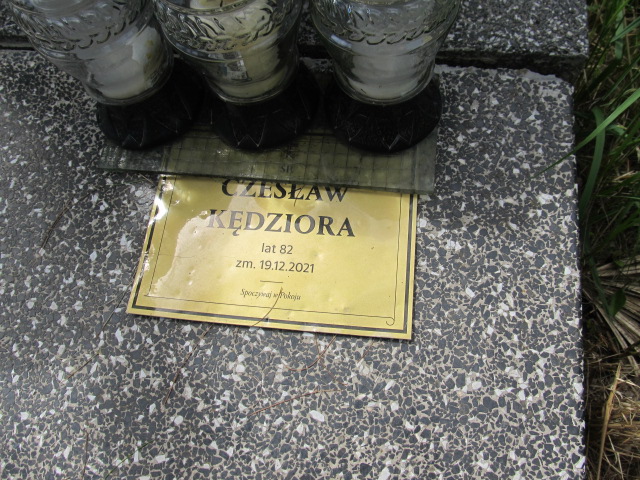 CZESŁAW
KĘDZIORA
lat 82
zm. 19.12.2021
Spoczywaj w Pokoju